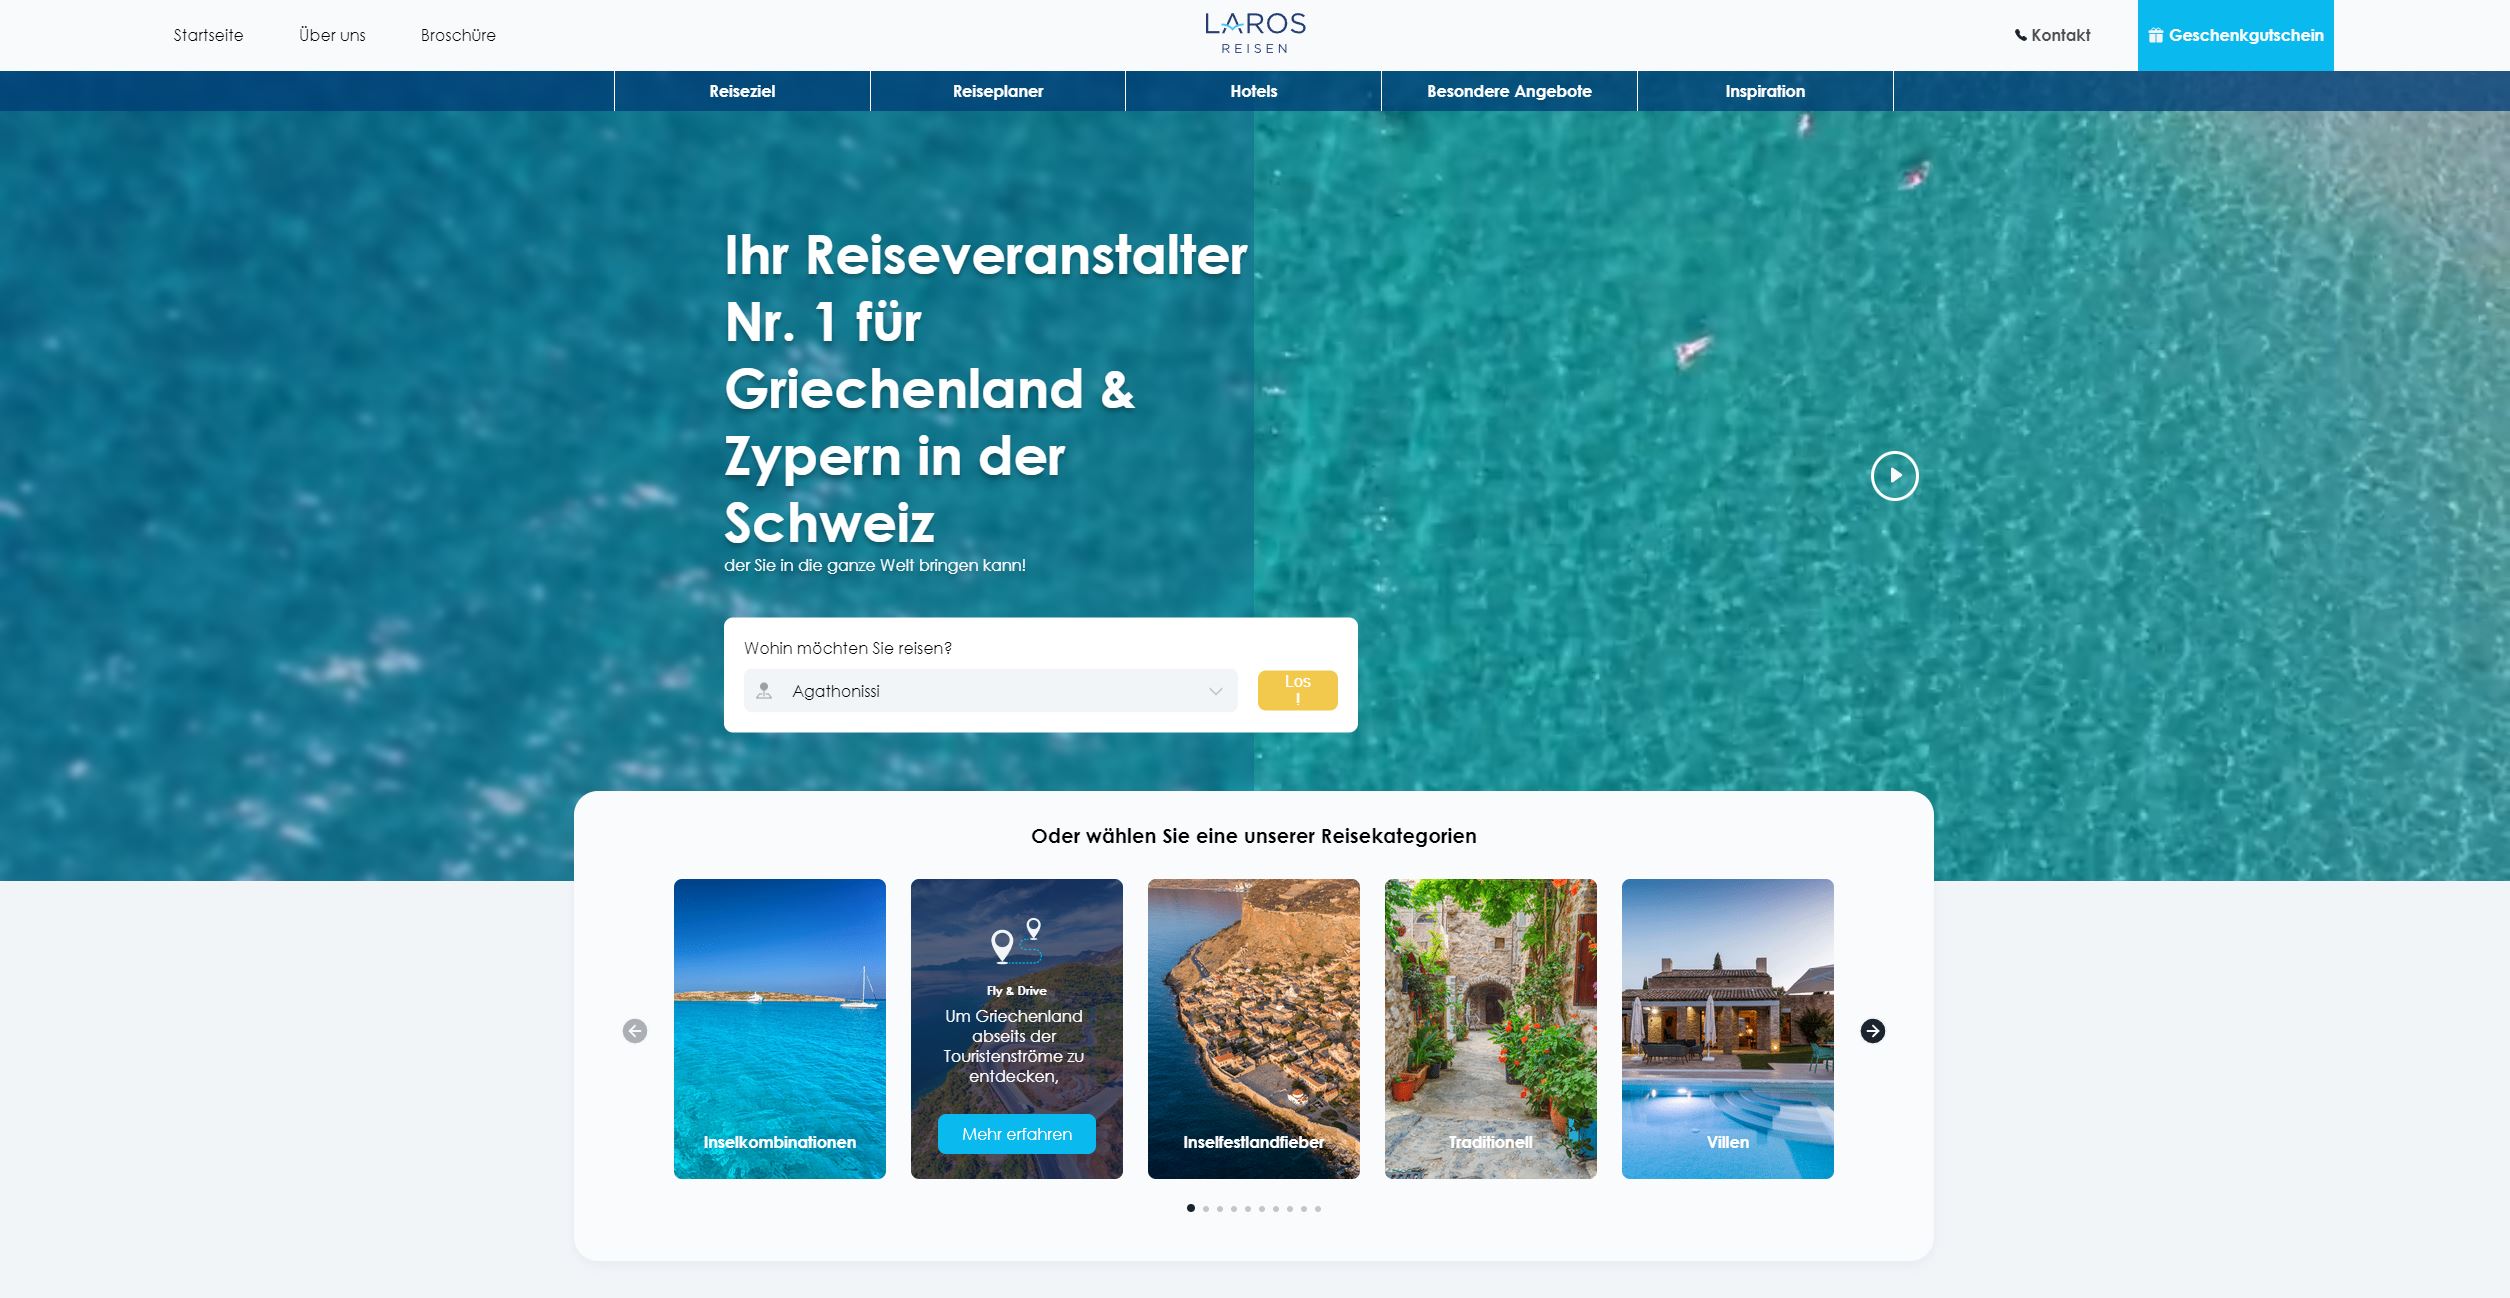 Startseite
Über uns
Broschüre
LAROS
REISEN
Kontakt
Geschenkgutschein
Reiseziel
Reiseplaner
Hotels
Besondere Angebote
Inspiration
Ihr Reiseveranstalter
Nr. 1 für
Griechenland &
Zypern in der
Schweiz
der Sie in die ganze Welt bringen kann!
Wohin möchten Sie reisen?
Agathonissi
Los
!
Oder wählen Sie eine unserer Reisekategorien
Inselkombinationen
Fly & Drive
Um Griechenland
abseits der
Touristenströme zu
entdecken,
Mehr erfahren
Inselfestlandfieber
Traditionell
Villen